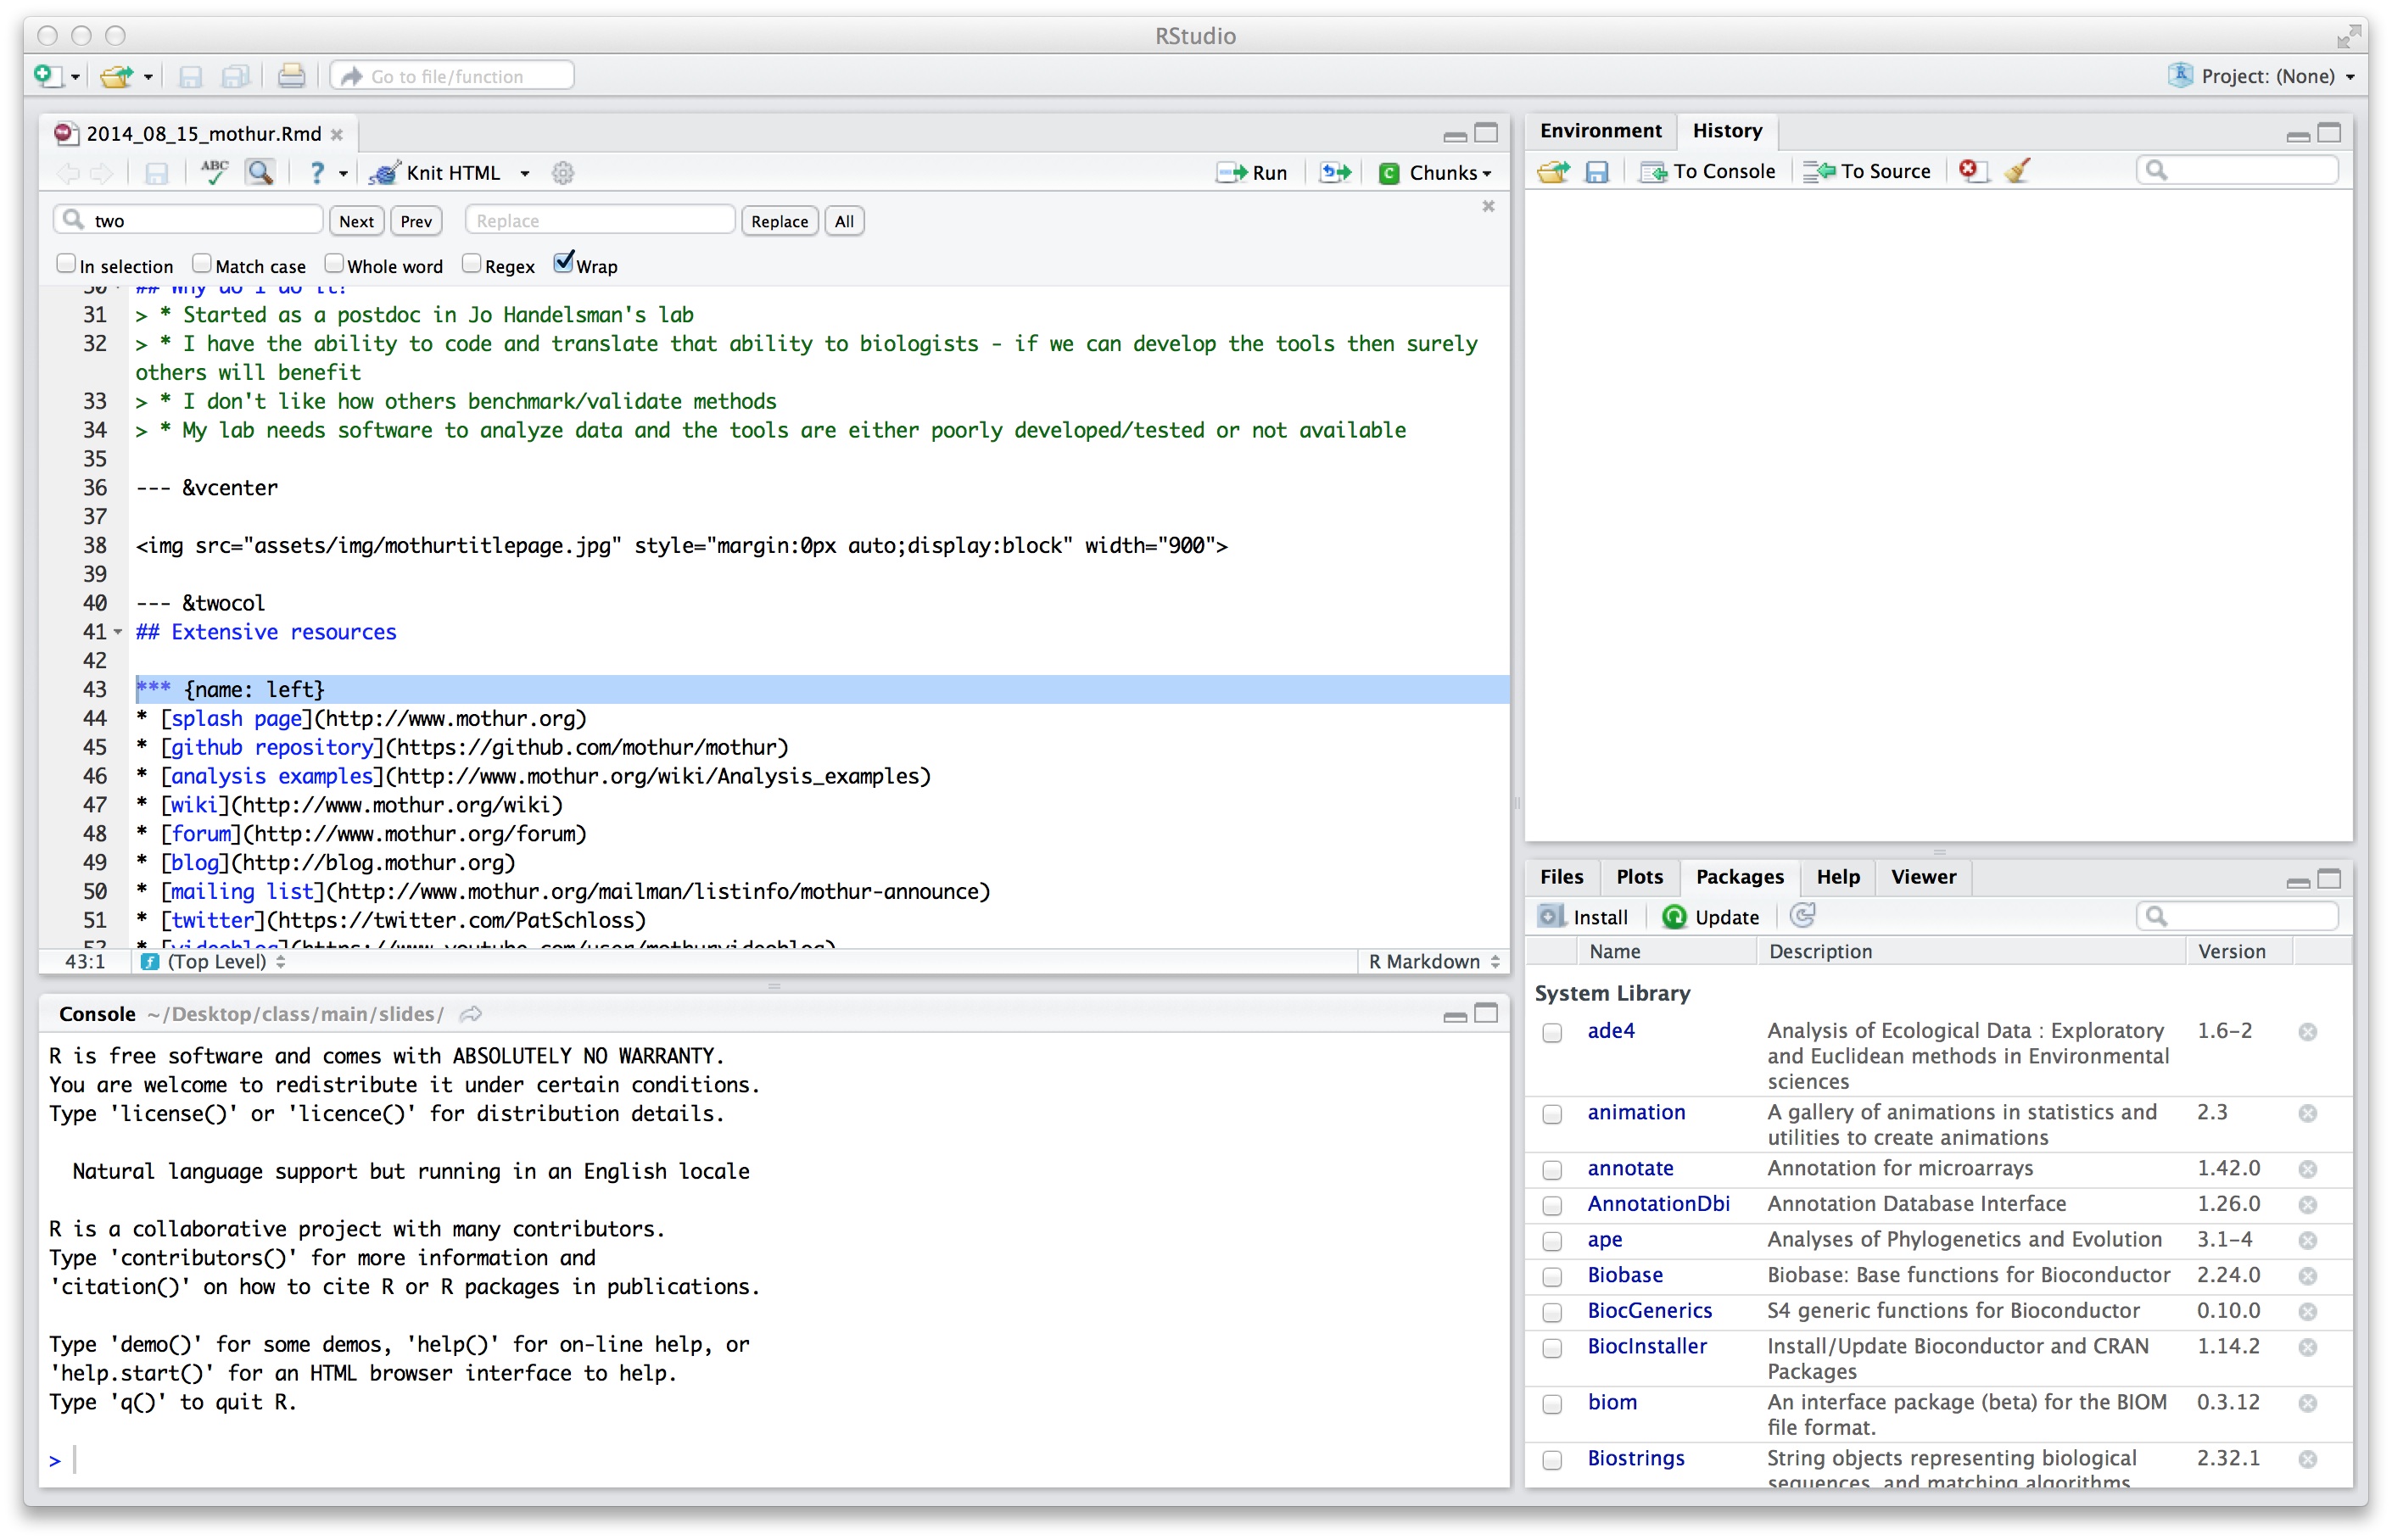 RStudio
Go to file/function
Project: (None)
2014_08_15_mothur.Rmd
ABC
?
Knit HTML
Run
C Chunks
two
Next
Prev
Replace
Replace
All
In selection
Match case
Whole word
Regex
Wrap
30 ## Why do I do it?
31 > * Started as a postdoc in Jo Handelsman's lab
32 > * I have the ability to code and translate that ability to biologists - if we can develop the tools then surely
others will benefit
33 > * I don't like how others benchmark/validate methods
34 > * My lab needs software to analyze data and the tools are either poorly developed/tested or not available
35
36 --- &vcenter
37
38 <img src="assets/img/mothurtitlepage.jpg" style="margin:0px auto;display:block" width="900">
39
40 --- &twocol
41 ## Extensive resources
42
43 *** {name: left}
44 * [splash page](http://www.mothur.org)
45 * [github repository](https://github.com/mothur/mothur)
46 * [analysis examples](http://www.mothur.org/wiki/Analysis_examples)
47 * [wiki](http://www.mothur.org/wiki)
48 * [forum](http://www.mothur.org/forum)
49 * [blog](http://blog.mothur.org)
50 * [mailing list](http://www.mothur.org/mailman/listinfo/mothur-announce)
51 * [twitter](https://twitter.com/PatSchloss)
52 * [videoblog](https://www.youtube.com/user/mothurvideoblog)
43:1
(Top Level)
R Markdown
Console ~/Desktop/class/main/slides/
R is free software and comes with ABSOLUTELY NO WARRANTY.
You are welcome to redistribute it under certain conditions.
Type 'license()' or 'licence()' for distribution details.
Natural language support but running in an English locale
R is a collaborative project with many contributors.
Type 'contributors()' for more information and
'citation()' on how to cite R or R packages in publications.
Type 'demo()' for some demos, 'help()' for on-line help, or
'help.start()' for an HTML browser interface to help.
Type 'q()' to quit R.
>
Environment
History
To Console
To Source
Files
Plots
Packages
Help
Viewer
Install
Update
Name
Description
Version
System Library
ade4
Analysis of Ecological Data : Exploratory
and Euclidean methods in Environmental
sciences
1.6-2
animation
A gallery of animations in statistics and
utilities to create animations
2.3
annotate
Annotation for microarrays
1.42.0
AnnotationDbi
Annotation Database Interface
1.26.0
ape
Analyses of Phylogenetics and Evolution
3.1-4
Biobase
Biobase: Base functions for Bioconductor
2.24.0
BiocGenerics
S4 generic functions for Bioconductor
0.10.0
BiocInstaller
Install/Update Bioconductor and CRAN
Packages
1.14.2
biom
An interface package (beta) for the BIOM
file format.
0.3.12
Biostrings
String objects representing biological
sequences, and matching algorithms
2.32.1